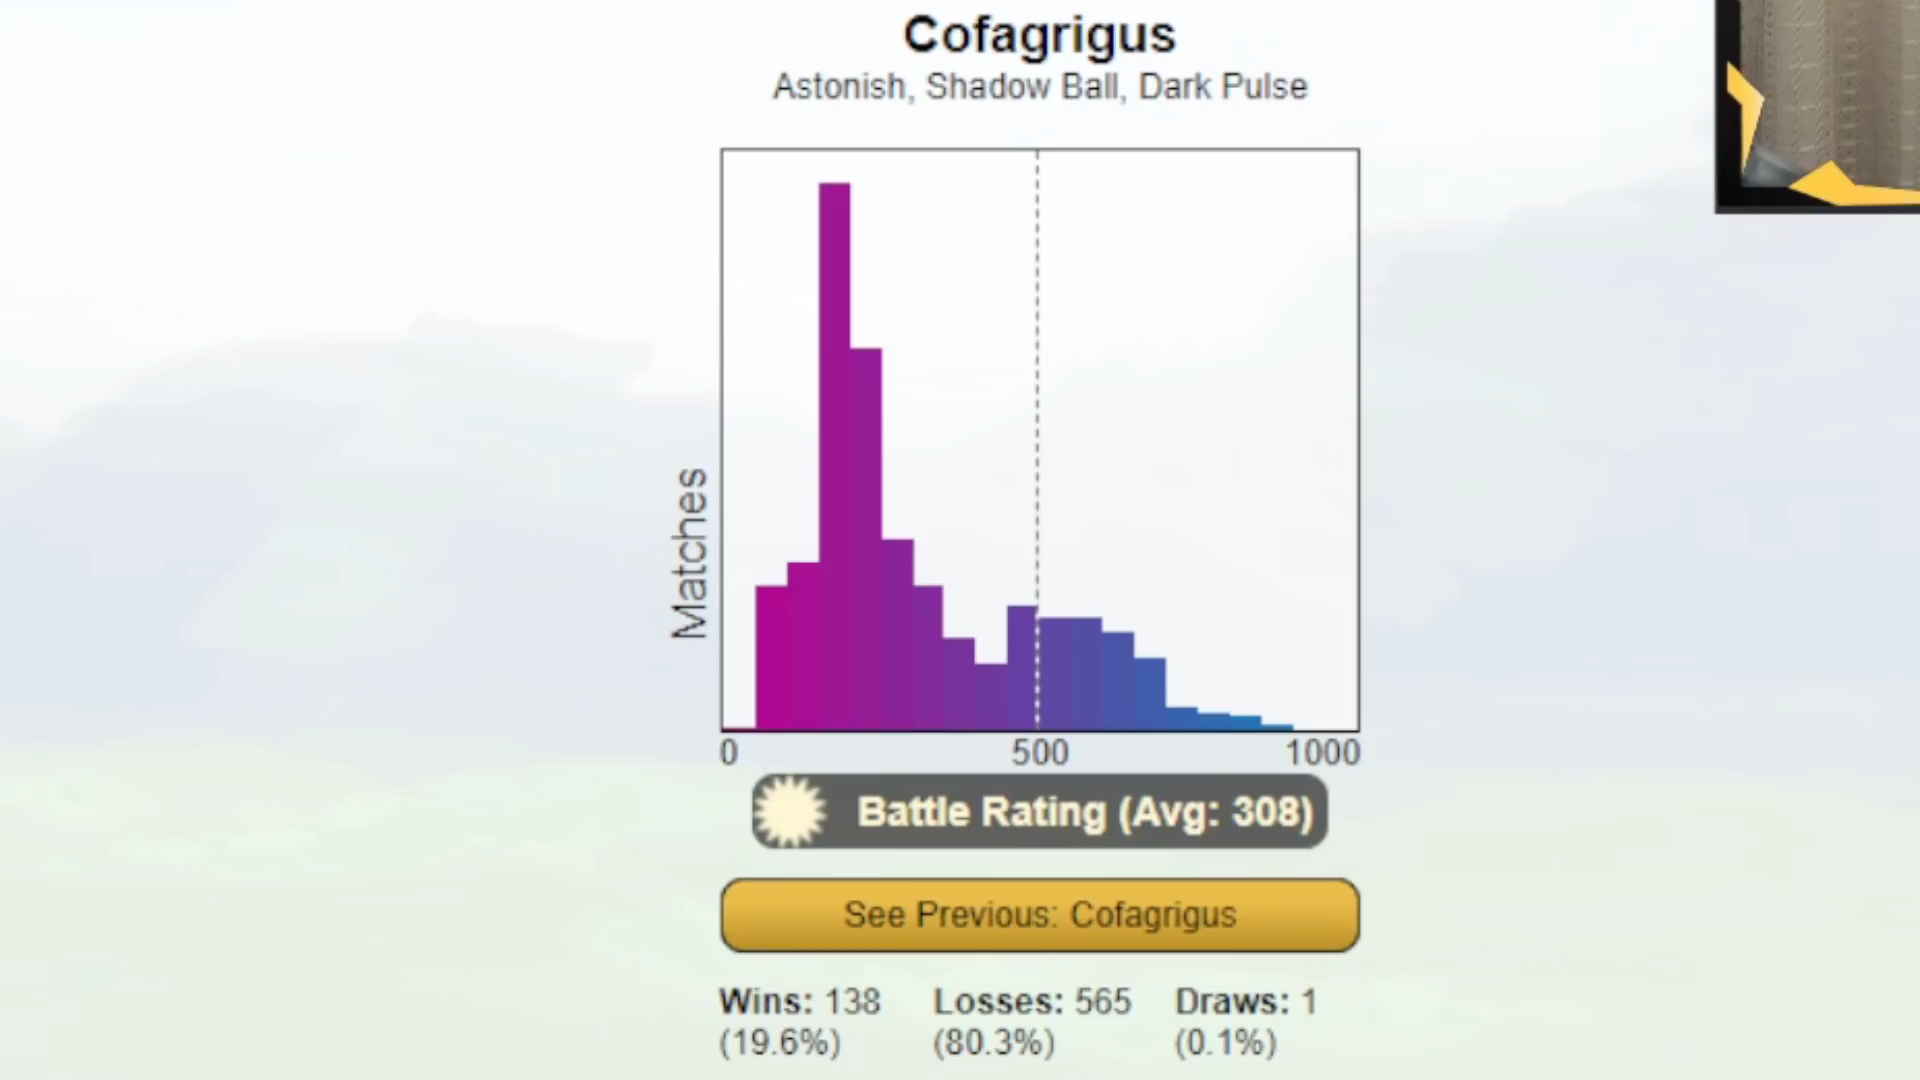 Cofagrigus
Astonish, Shadow Ball, Dark Pulse
Matches
0 500 1000
Battle Rating (Avg: 308)
See Previous: Cofagrigus
Wins: 138 Losses: 565 Draws: 1
(19.6%) (80.3%) (0.1%)